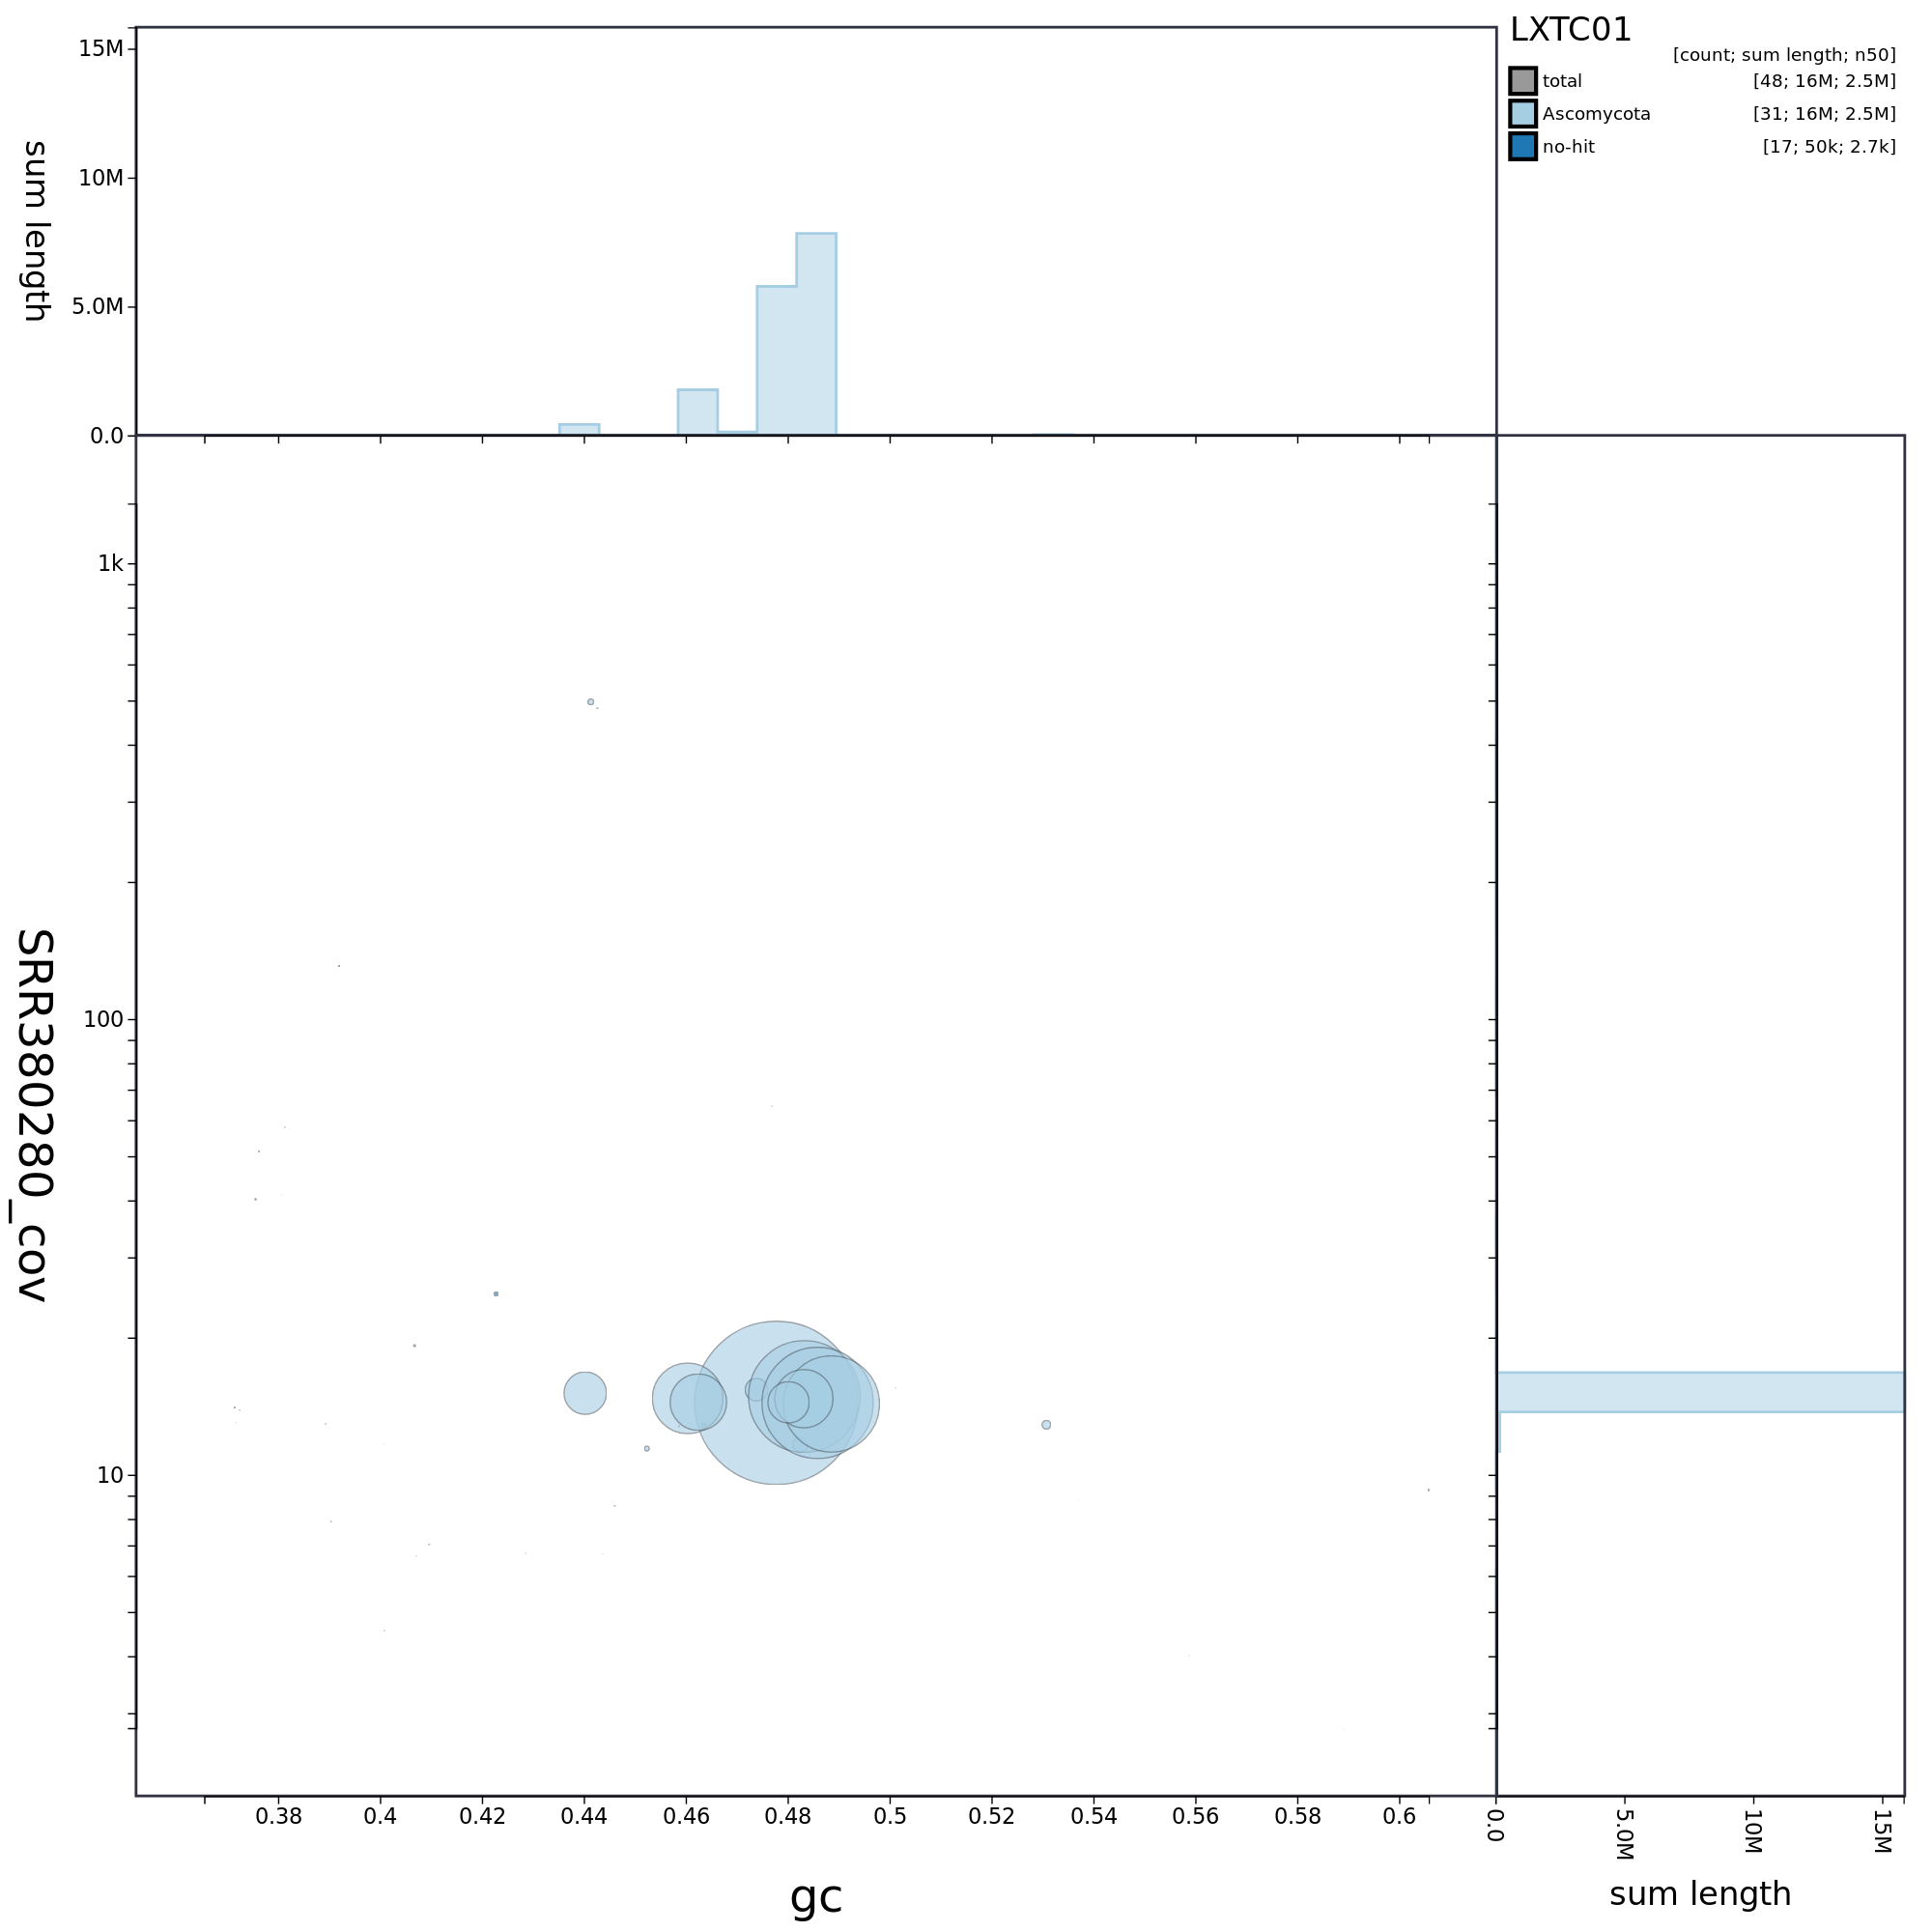 LXTC01
[count; sum length; n50]
total [48; 16M; 2.5M]
Ascomycota [31; 16M; 2.5M]
no-hit [17; 50k; 2.7k]
sum length
15M
10M
5.0M
0.0
SRR380280_cov
1k
100
10
0.38 0.4 0.42 0.44 0.46 0.48 0.5 0.52 0.54 0.56 0.58 0.6
gc
0.0 5.0M 10M 15M
sum length